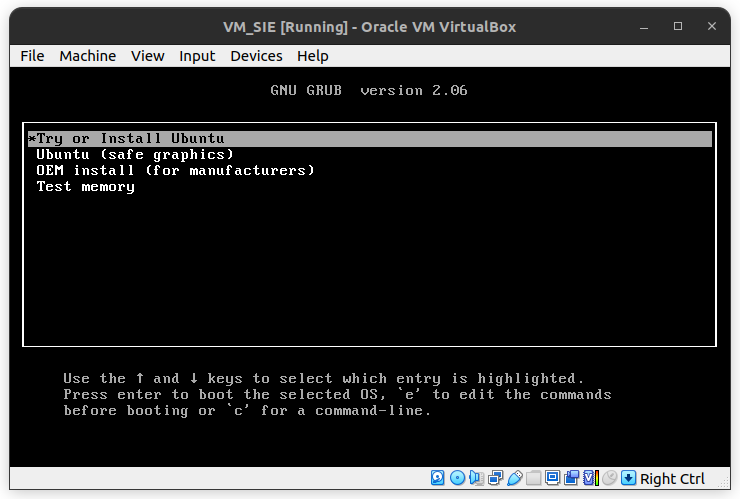 VM_SIE [Running] - Oracle VM VirtualBox
File Machine View Input Devices Help
GNU GRUB version 2.06
*Try or Install Ubuntu
Ubuntu (safe graphics)
OEM install (for manufacturers)
Test memory
Use the ↑ and ↓ keys to select which entry is highlighted.
Press enter to boot the selected OS, `e' to edit the commands
before booting or `c' for a command-line.
Right Ctrl